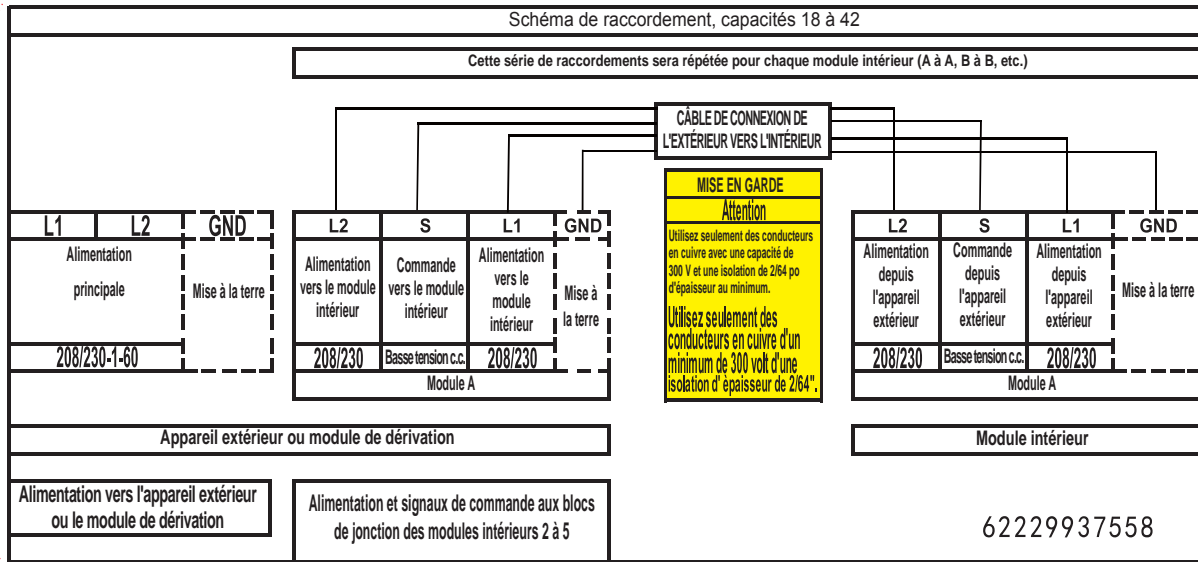 Schéma de raccordement, capacités 18 à 42
Cette série de raccordements sera répétée pour chaque module intérieur (A à A, B à B, etc.)
CÂBLE DE CONNEXION DE
L'EXTÉRIEUR VERS L'INTÉRIEUR
L1
L2
GND
Alimentation
principale
Mise à la terre
208/230-1-60
L2
S
L1
GND
Alimentation
vers le module
intérieur
Commande
vers le module
intérieur
Alimentation
vers le
module
intérieur
Mise à
la terre
208/230
Basse tension c.c.
208/230
Module A
MISE EN GARDE
Attention
Utilisez seulement des conducteurs
en cuivre avec une capacité de
300 V et une isolation de 2/64 po
d'épaisseur au minimum.
Utilisez seulement des
conducteurs en cuivre d'un
minimum de 300 volt d'une
isolation d' èpaisseur de 2/64".
L2
S
L1
GND
Alimentation
depuis
l'appareil
extérieur
Commande
depuis
l'appareil
extérieur
Alimentation
depuis
l'appareil
extérieur
Mise à la terre
208/230
Basse tension c.c.
208/230
Module A
Appareil extérieur ou module de dérivation
Module intérieur
Alimentation vers l'appareil extérieur
ou le module de dérivation
Alimentation et signaux de commande aux blocs
de jonction des modules intérieurs 2 à 5
62229937558